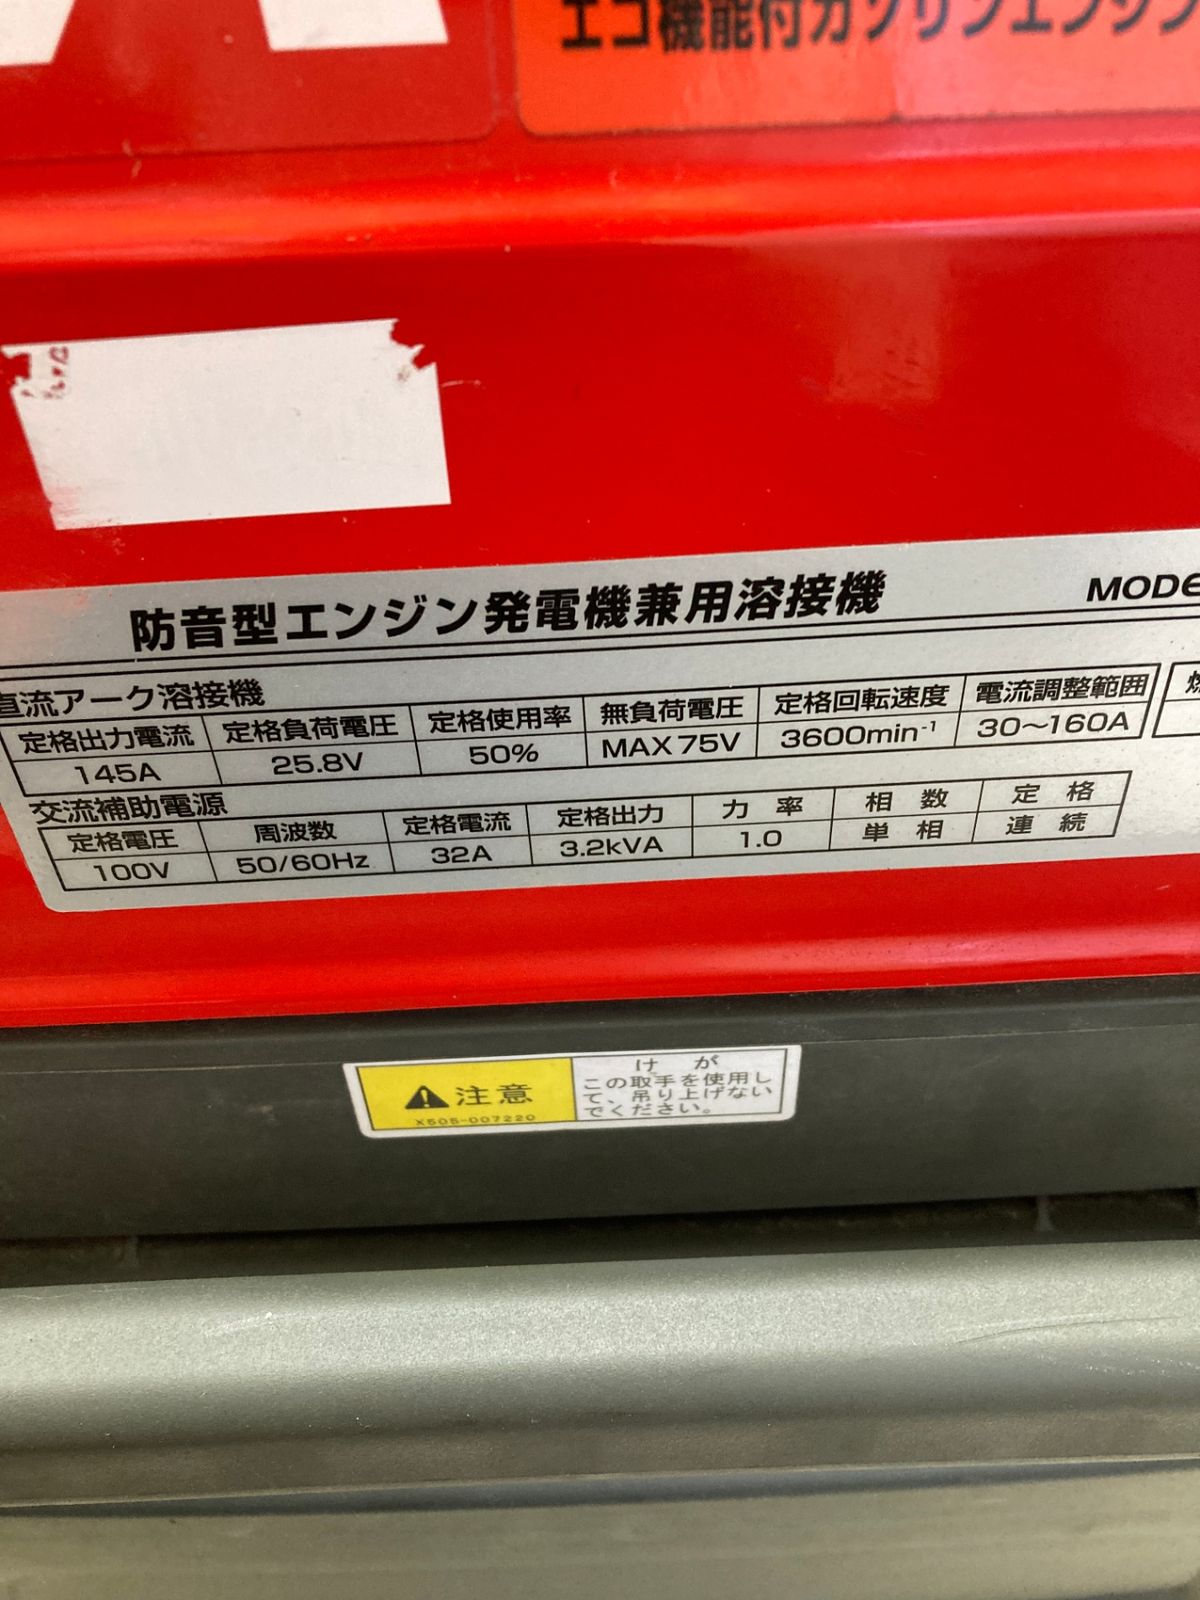 エコ機能付ガソリンエンジン
防音型エンジン発電機兼用溶接機 MODE
直流アーク溶接機
定格出力電流 定格負荷電圧 定格使用率 無負荷電圧 定格回転速度 電流調整範囲 燃
145A 25.8V 50% MAX75V 3600min⁻¹ 30〜160A
交流補助電源
定格電圧 周波数 定格電流 定格出力 力率 相数 定格
100V 50/60Hz 32A 3.2kVA 1.0 単相 連続
注意
X505-007220
けが
この取手を使用し
て、吊り上げない
でください。